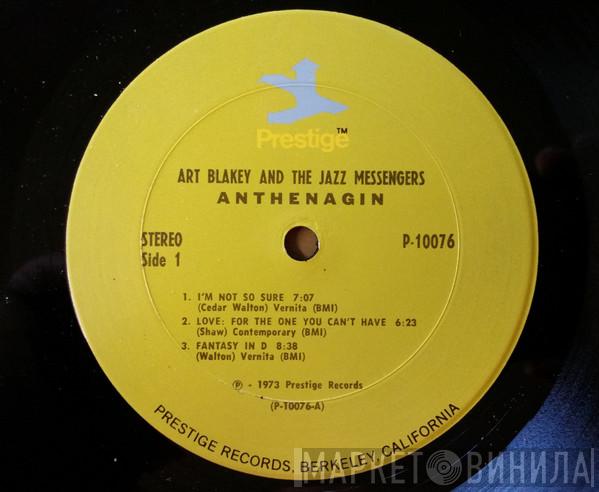 Prestige™
ART BLAKEY AND THE JAZZ MESSENGERS
ANTHENAGIN
STEREO
Side 1
P-10076
1. I'M NOT SO SURE 7:07
(Cedar Walton) Vernita (BMI)
2. LOVE: FOR THE ONE YOU CAN'T HAVE 6:23
(Shaw) Contemporary (BMI)
3. FANTASY IN D 8:38
(Walton) Vernita (BMI)
Ⓟ - 1973 Prestige Records
(P-10076-A)
PRESTIGE RECORDS, BERKELEY, CALIFORNIA
МАРКЕТ ВИНИЛА